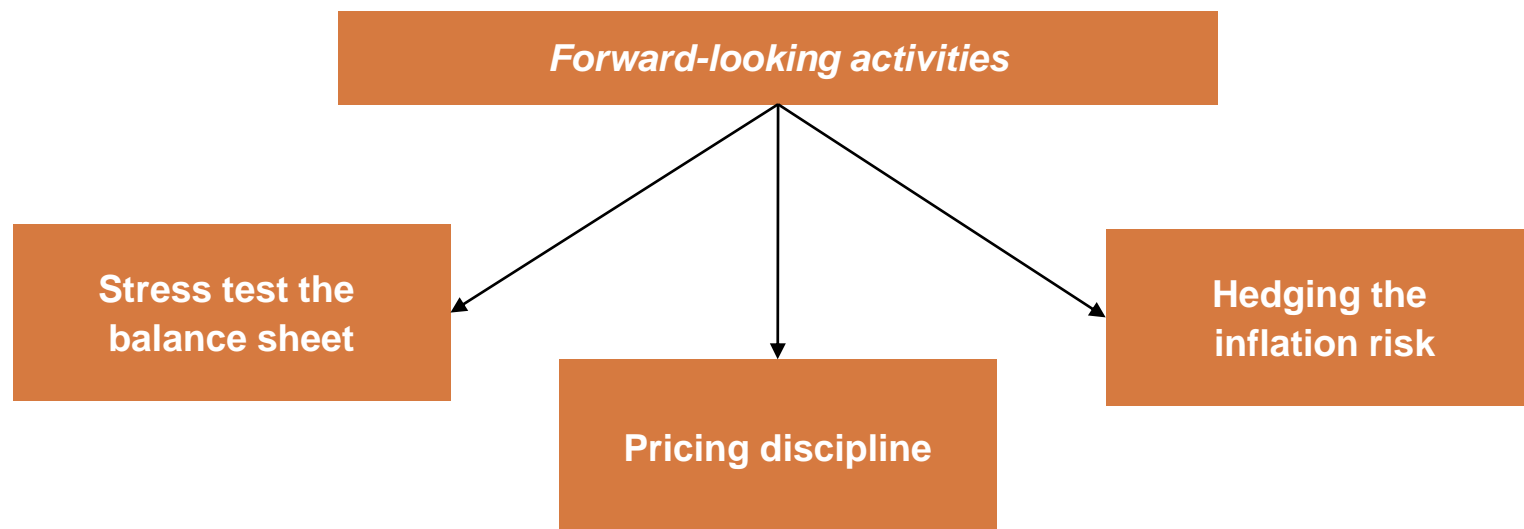 Forward-looking activities
Stress test the
balance sheet
Pricing discipline
Hedging the
inflation risk